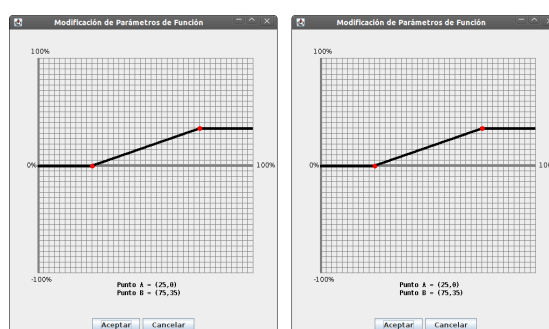 Modificación de Parámetros de Función
100%
0%
100%
-100%
Punto A = (25,0)
Punto B = (75,35)
Aceptar
Cancelar
Modificación de Parámetros de Función
100%
0%
100
-100%
Punto A = (25,0)
Punto B = (75,35)
Aceptar
Cancelar